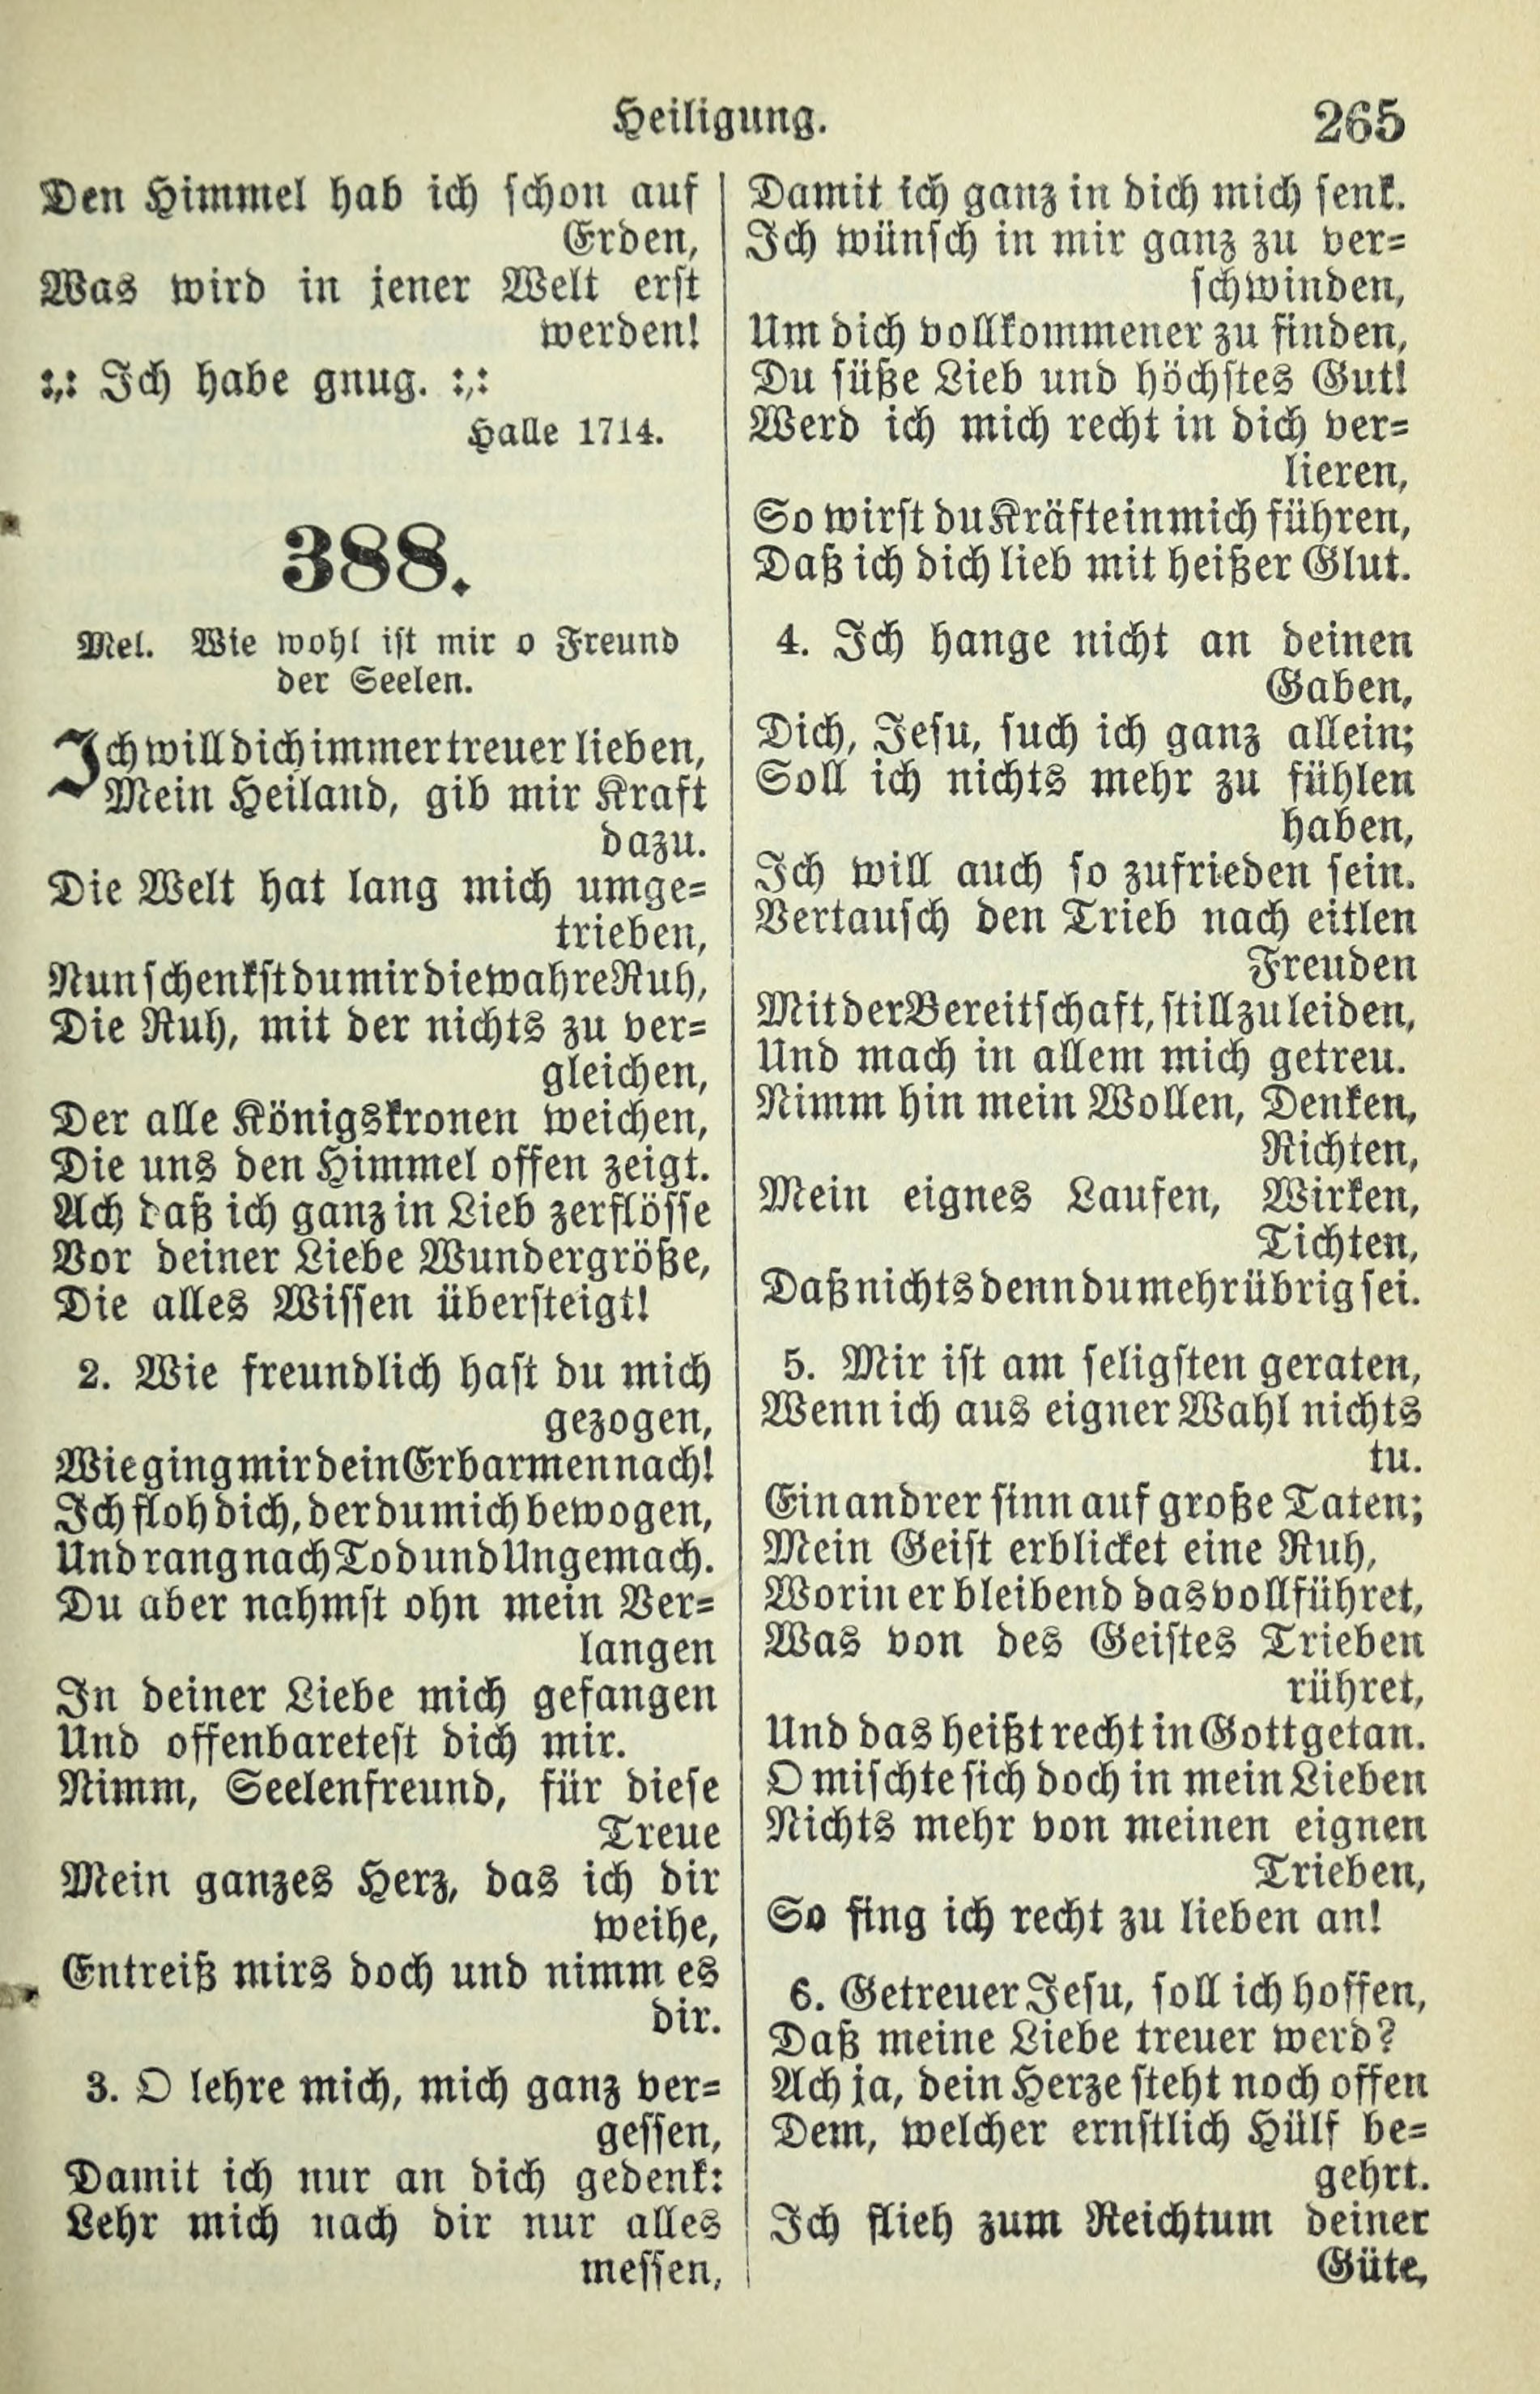 Heiligung.
265
Den Himmel hab ich schon auf
Erden,
Was wird in jener Welt erst
werden!
:,: Ich habe gnug. :,:
Halle 1714.
388.
Mel. Wie wohl ist mir o Freund
der Seelen.
Ich will dich immer treuer lieben,
Mein Heiland, gib mir Kraft
dazu.
Die Welt hat lang mich umge=
trieben,
Nun schenkst du mir die wahre Ruh,
Die Ruh, mit der nichts zu ver=
gleichen,
Der alle Königskronen weichen,
Die uns den Himmel offen zeigt.
Ach daß ich ganz in Lieb zerflösse
Vor deiner Liebe Wundergröße,
Die alles Wissen übersteigt!
2. Wie freundlich hast du mich
gezogen,
Wie ging mir dein Erbarmen nach!
Ich floh dich, der du mich bewogen,
Und rang nach Tod und Ungemach.
Du aber nahmst ohn mein Ver=
langen
In deiner Liebe mich gefangen
Und offenbaretest dich mir.
Nimm, Seelenfreund, für diese
Treue
Mein ganzes Herz, das ich dir
weihe,
Entreiß mirs doch und nimm es
dir.
3. O lehre mich, mich ganz ver=
gessen,
Damit ich nur an dich gedenk:
Lehr mich nach dir nur alles
messen,
Damit ich ganz in dich mich senk.
Ich wünsch in mir ganz zu ver=
schwinden,
Um dich vollkommener zu finden,
Du süße Lieb und höchstes Gut!
Werd ich mich recht in dich ver=
lieren,
So wirst du Kräfte in mich führen,
Daß ich dich lieb mit heißer Glut.
4. Ich hange nicht an deinen
Gaben,
Dich, Jesu, such ich ganz allein;
Soll ich nichts mehr zu fühlen
haben,
Ich will auch so zufrieden sein.
Vertausch den Trieb nach eitlen
Freuden
Mit der Bereitschaft, still zu leiden,
Und mach in allem mich getreu.
Nimm hin mein Wollen, Denken,
Richten,
Mein eignes Laufen, Wirken,
Tichten,
Daß nichts denn du mehr übrig sei.
5. Mir ist am seligsten geraten,
Wenn ich aus eigner Wahl nichts
tu.
Ein andrer sinn auf große Taten;
Mein Geist erblicket eine Ruh,
Worin er bleibend das vollführet,
Was von des Geistes Trieben
rühret,
Und das heißt recht in Gott getan.
O mischte sich doch in mein Lieben
Nichts mehr von meinen eignen
Trieben,
So fing ich recht zu lieben an!
6. Getreuer Jesu, soll ich hoffen,
Daß meine Liebe treuer werd?
Ach ja, dein Herze steht noch offen
Dem, welcher ernstlich Hülf be=
gehrt.
Ich flieh zum Reichtum deiner
Güte,